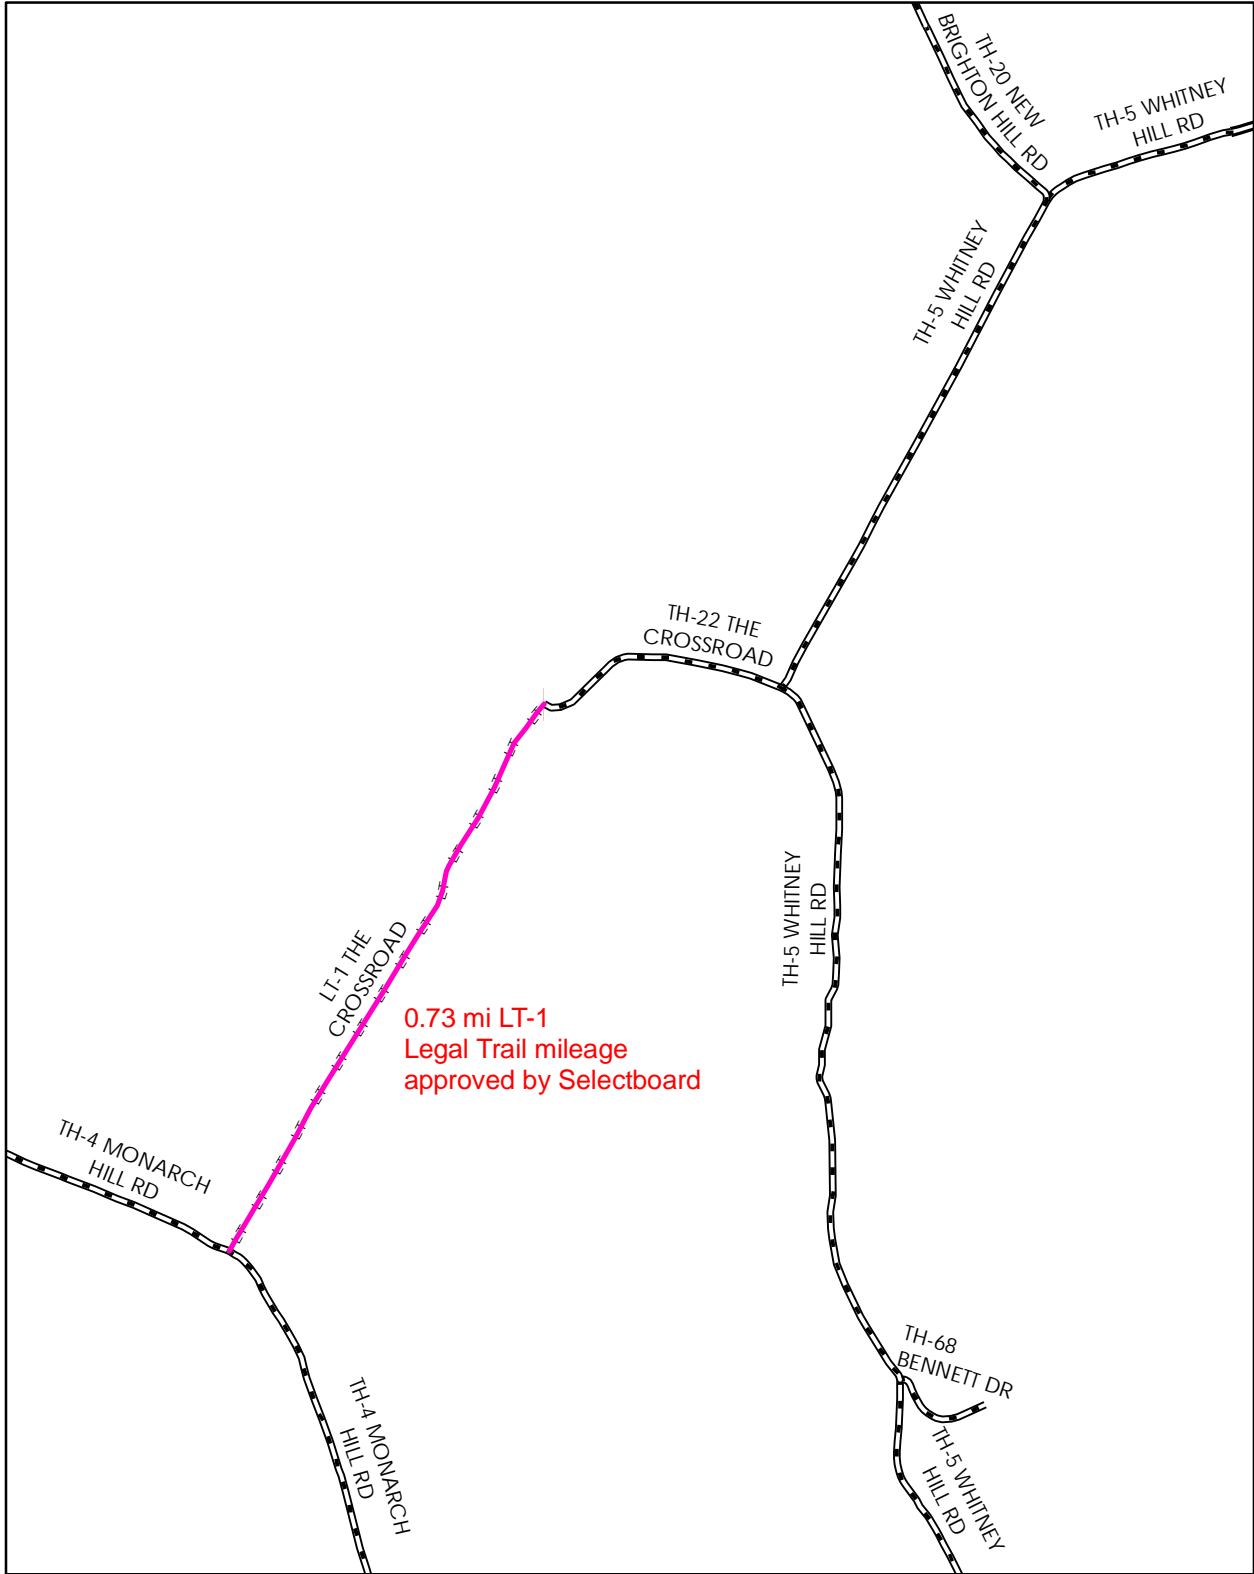 TH-20 NEW
BRIGHTON HILL RD
TH-5 WHITNEY
HILL RD
TH-5 WHITNEY
HILL RD
TH-22 THE
CROSSROAD
TH-5 WHITNEY
HILL RD
LT-1 THE
CROSSROAD
0.73 mi LT-1
Legal Trail mileage
approved by Selectboard
TH-4 MONARCH
HILL RD
TH-68
BENNETT DR
TH-4 MONARCH
HILL RD
TH-5 WHITNEY
HILL RD